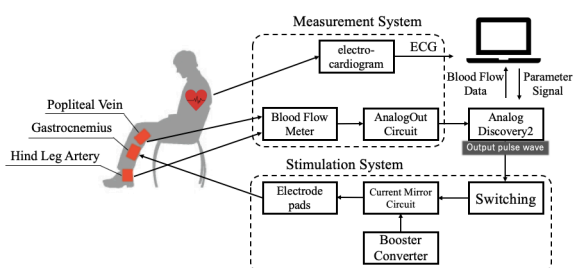 Measurement System
electro-
cardiogram
ECG
Blood Flow
Data
Parameter
Signal
Popliteal Vein
Gastrocnemius
Hind Leg Artery
Blood Flow
Meter
AnalogOut
Circuit
Analog
Discovery2
Output pulse wave
Stimulation System
Electrode
pads
Current Mirror
Circuit
Switching
Booster
Converter